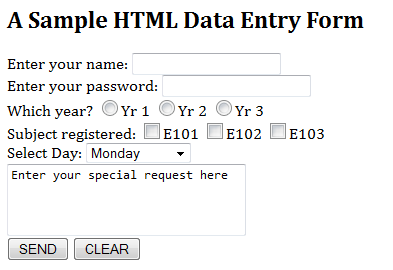 A Sample HTML Data Entry Form
Enter your name:
Enter your password:
Which year? Yr 1 Yr 2 Yr 3
Subject registered: E101 E102 E103
Select Day: Monday
Enter your special request here
SEND CLEAR